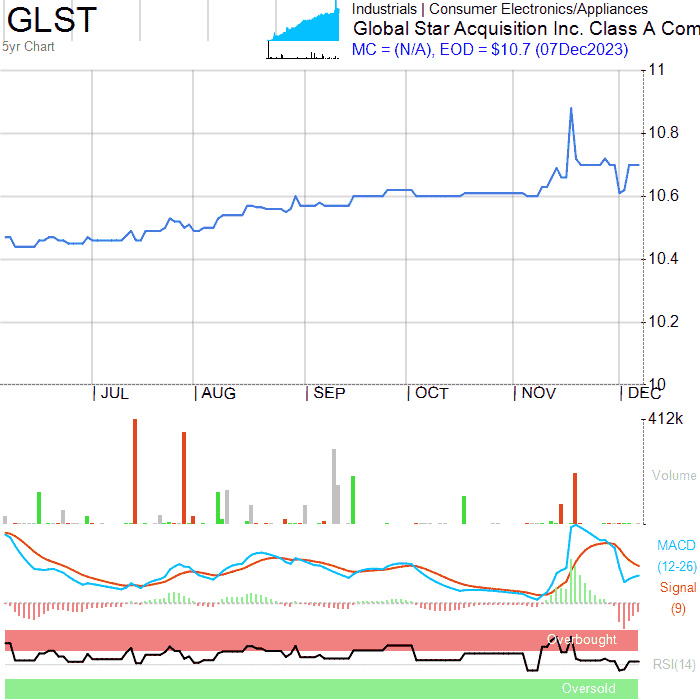 GLST
5yr Chart
Industrials | Consumer Electronics/Appliances
Global Star Acquisition Inc. Class A Com
MC = (N/A), EOD = $10.7 (07Dec2023)
11
10.8
10.6
10.4
10.2
10
JUL AUG SEP OCT NOV DEC
412k
Volume
MACD
(12-26)
Signal
(9)
Overbought
RSI(14)
Oversold